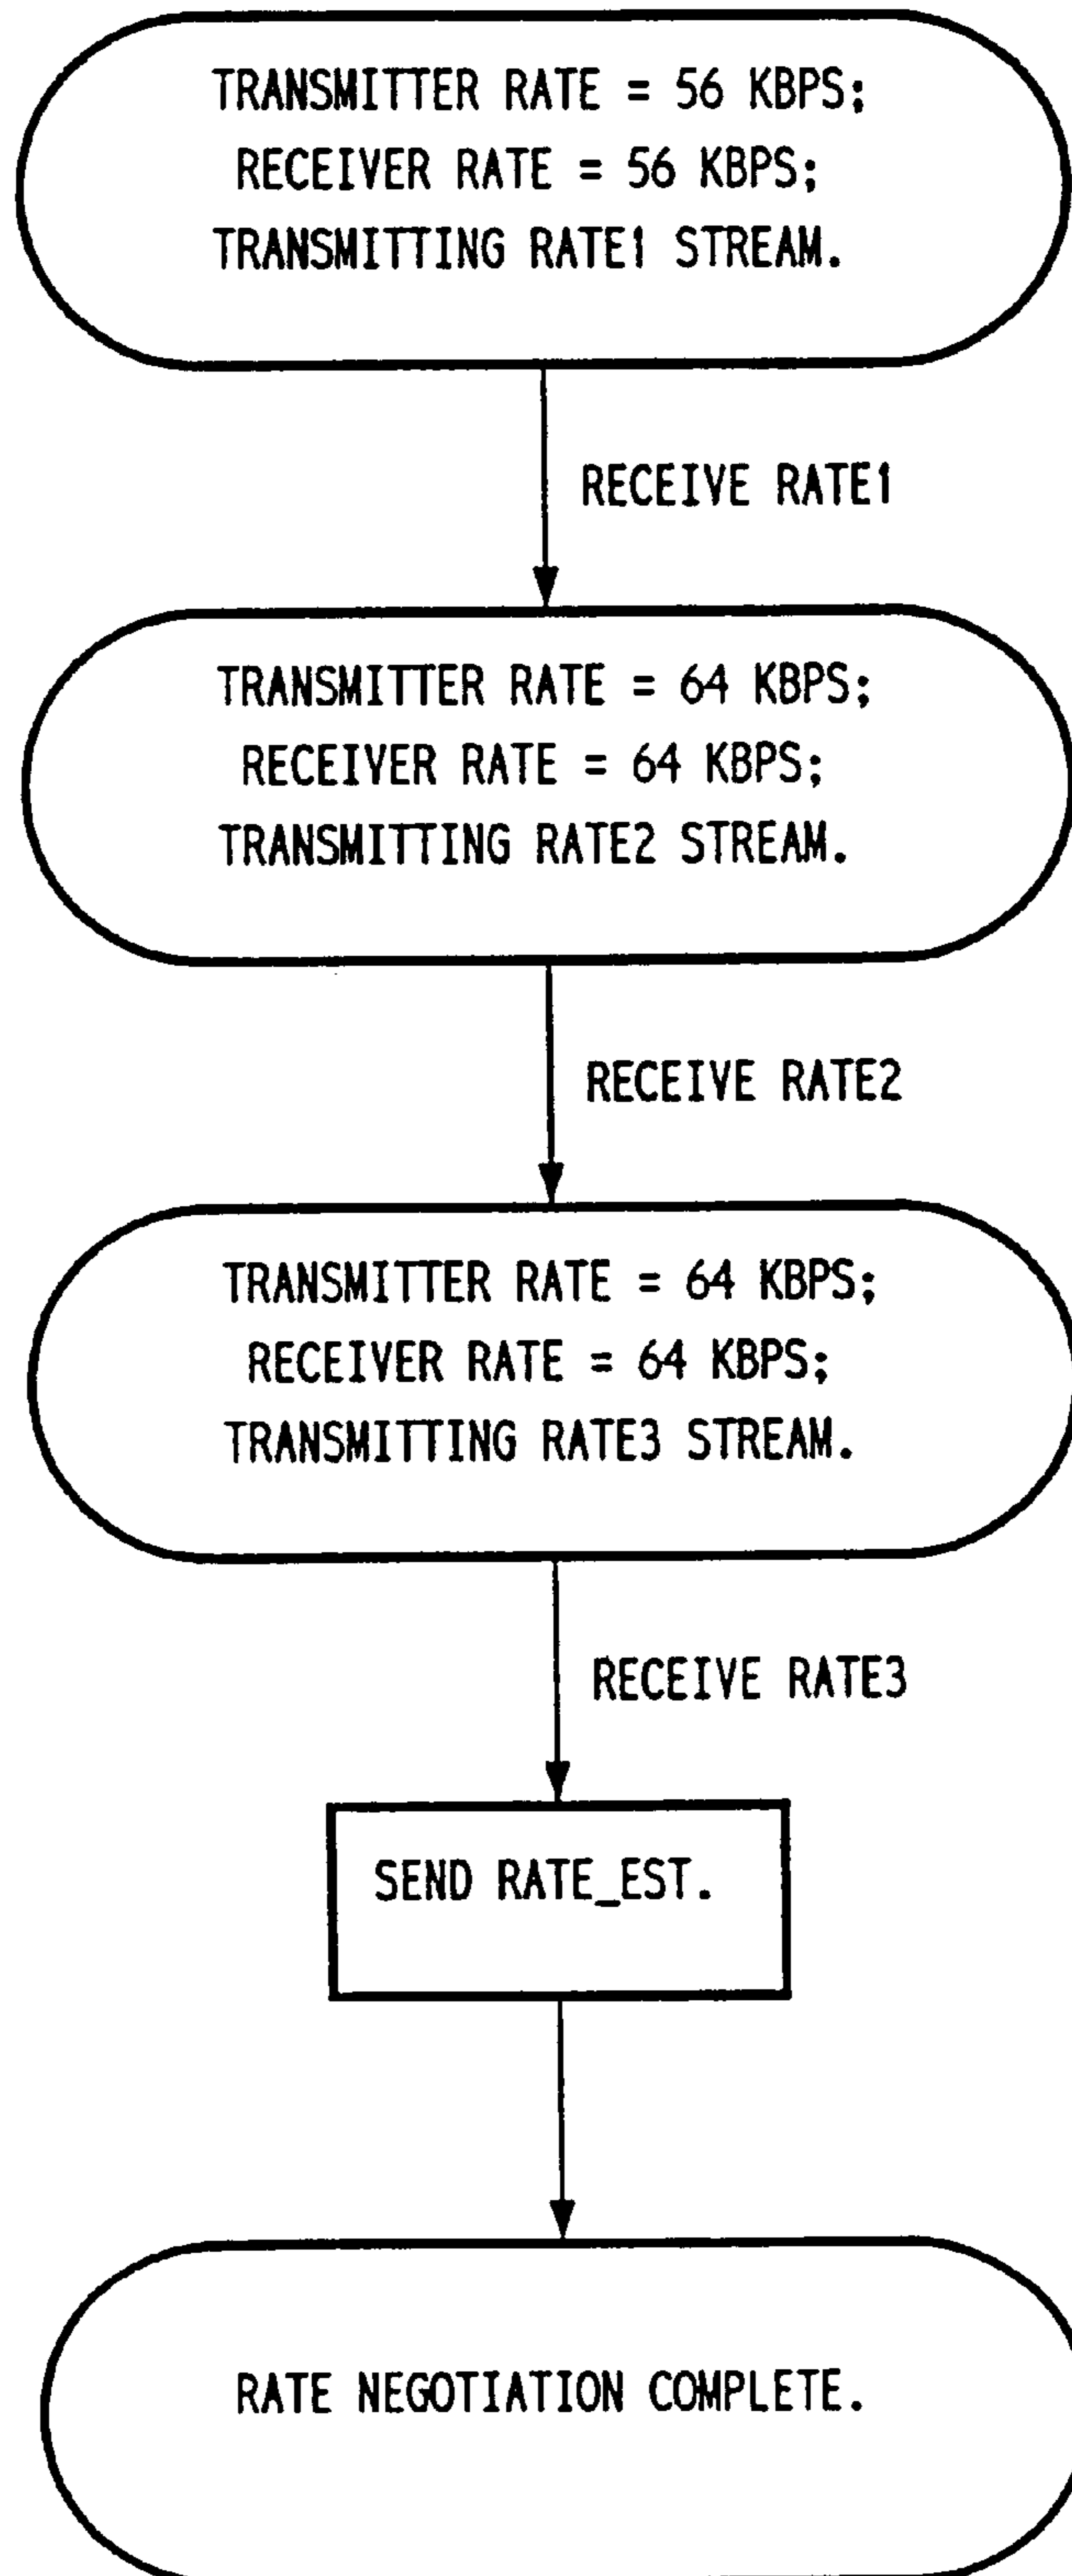 TRANSMITTER RATE = 56 KBPS;
RECEIVER RATE = 56 KBPS;
TRANSMITTING RATE1 STREAM.
RECEIVE RATE1
TRANSMITTER RATE = 64 KBPS;
RECEIVER RATE = 64 KBPS;
TRANSMITTING RATE2 STREAM.
RECEIVE RATE2
TRANSMITTER RATE = 64 KBPS;
RECEIVER RATE = 64 KBPS;
TRANSMITTING RATE3 STREAM.
RECEIVE RATE3
SEND RATE_EST.
RATE NEGOTIATION COMPLETE.